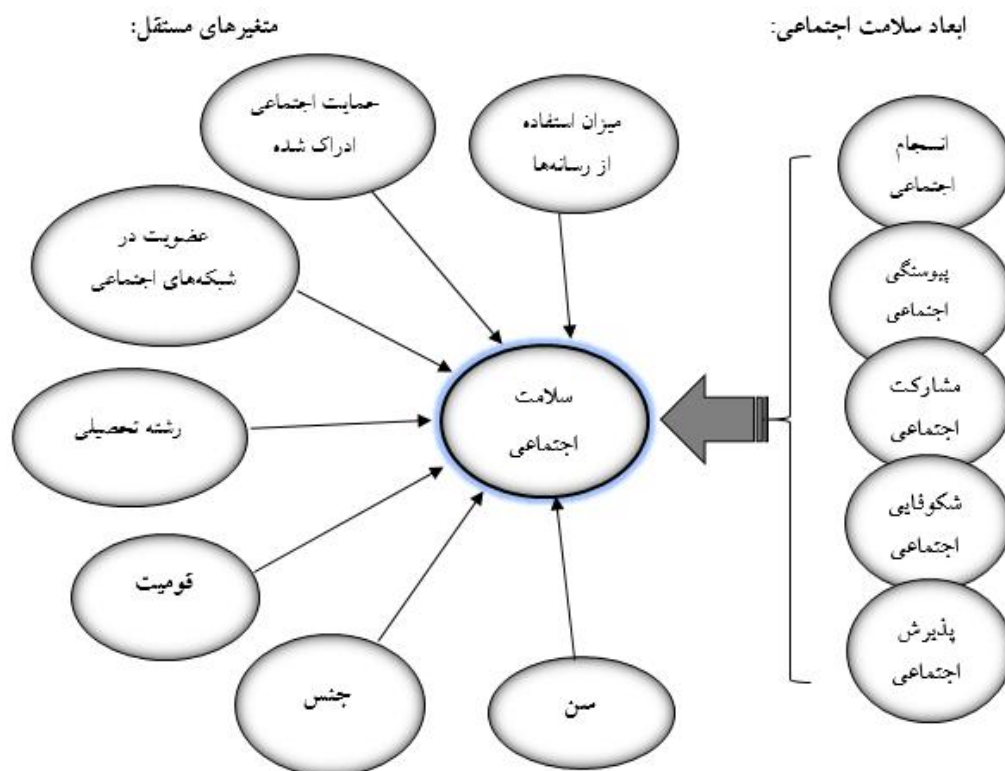 ابعاد سلامت اجتماعی:
متغیرهای مستقل:
انسجام
اجتماعی
پیوستگی
اجتماعی
مشارکت
اجتماعی
شکوفایی
اجتماعی
پذیرش
اجتماعی
سلامت
اجتماعی
میزان استفاده
از رسانه‌ها
حمایت اجتماعی
ادراک شده
عضویت در
شبکه‌های اجتماعی
رشته تحصیلی
قومیت
جنس
سن